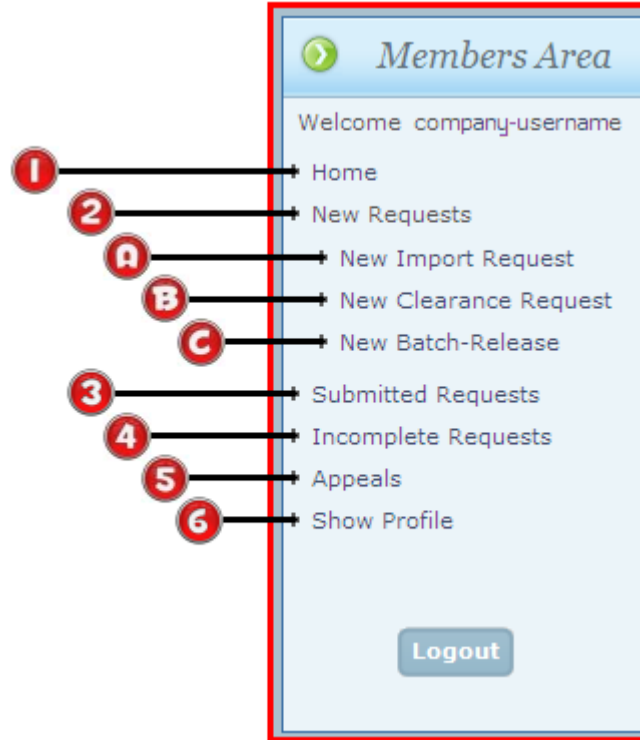 Members Area
Welcome company-username
1 Home
2 New Requests
A New Import Request
B New Clearance Request
C New Batch-Release
3 Submitted Requests
4 Incomplete Requests
5 Appeals
6 Show Profile
Logout